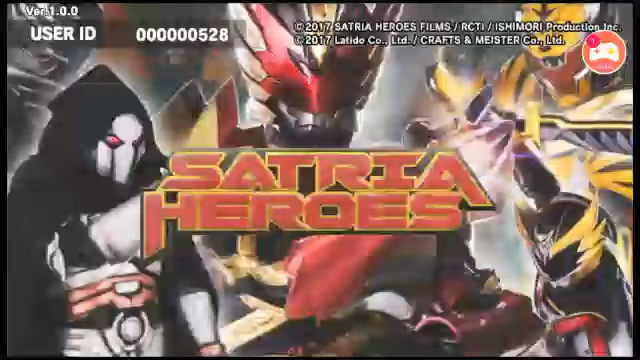 Ver.1.0.0
USER ID 000000528
©2017 SATRIA HEROES FILMS / RCTI / ISHIMORI Production Inc.
©2017 Latido Co., Ltd. / CRAFTS & MEISTER Co., Ltd.
1
SATRIA
HEROES